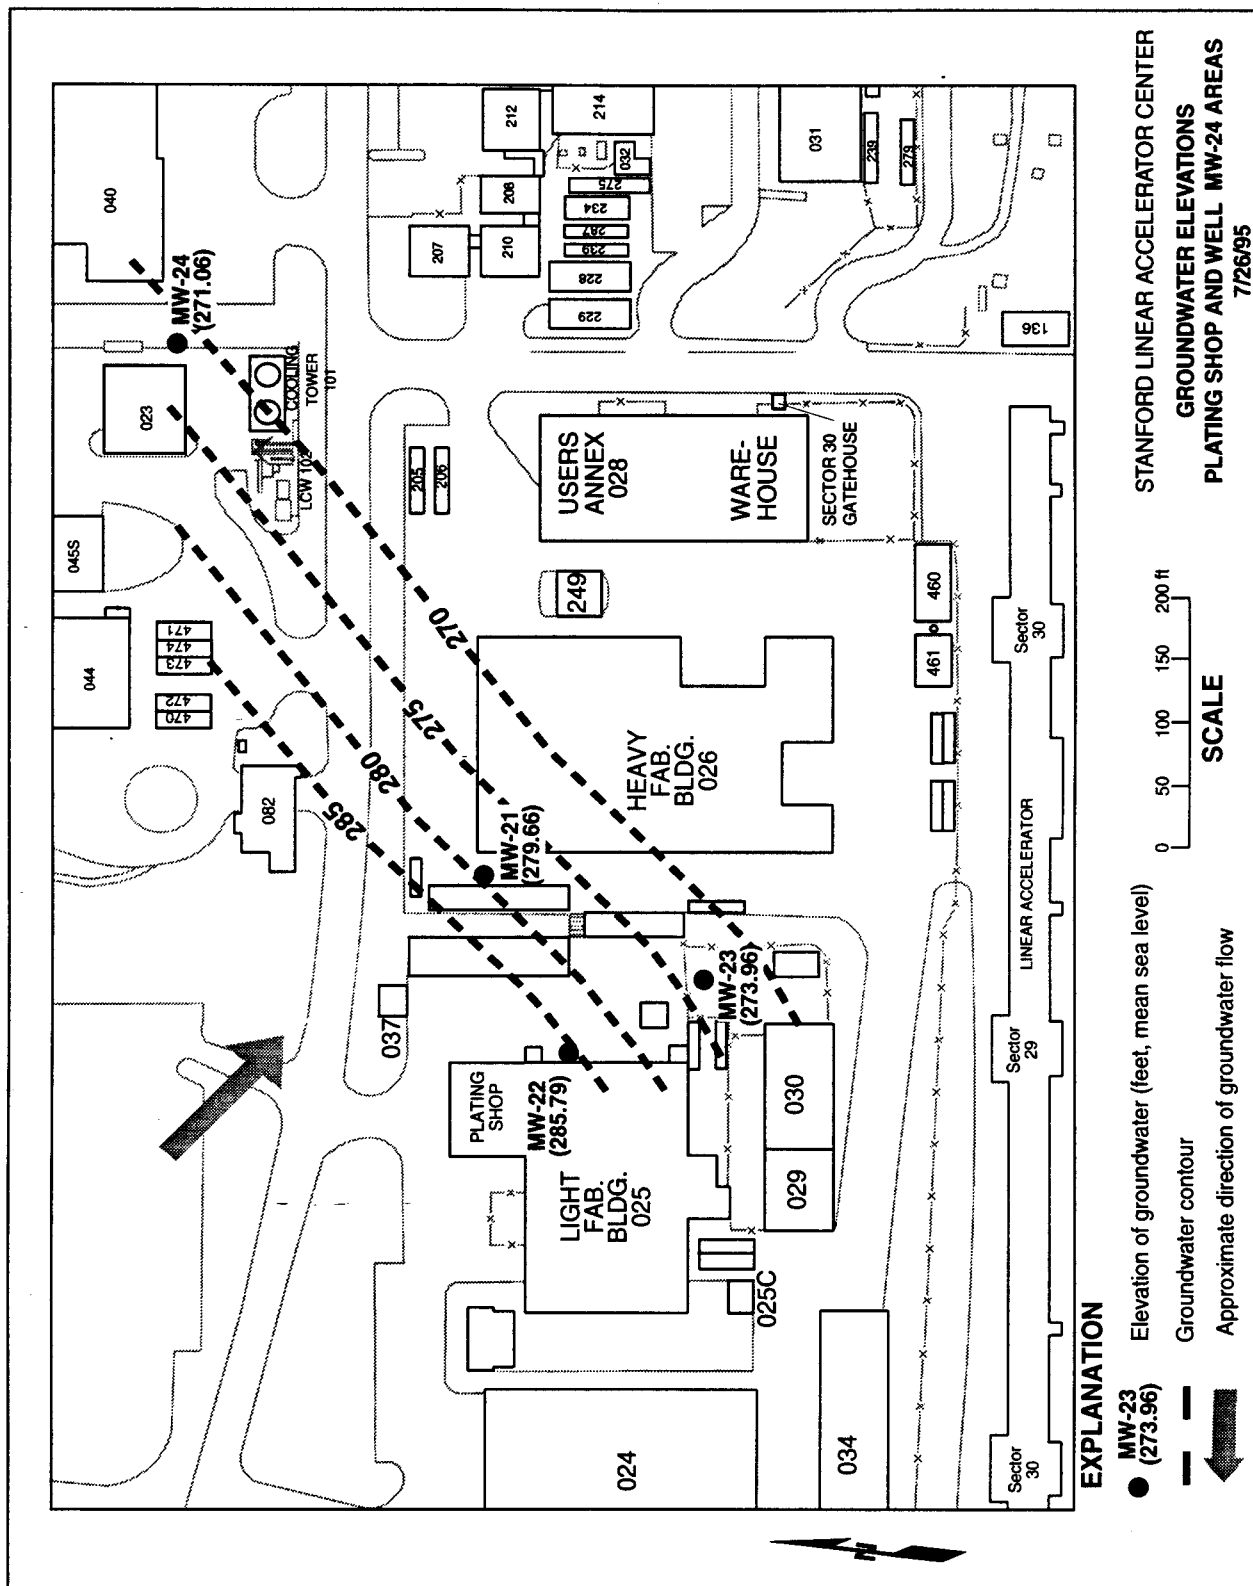 040
MW-24
(271.06)
023
COOLING
TOWER
101
LCW 102
045S
044
471
474
473
472
470
082
212
214
208
207
210
032
275
234
287
239
228
229
031
239
279
136
205
206
USERS
ANNEX
028
WARE-
HOUSE
SECTOR 30
GATEHOUSE
249
270
275
280
285
HEAVY
FAB.
BLDG.
026
MW-21
(279.66)
460
461
Sector
30
LINEAR ACCELERATOR
037
MW-23
(273.96)
PLATING
SHOP
MW-22
(285.79)
LIGHT
FAB.
BLDG.
025
030
029
Sector
29
025C
024
034
Sector
30
N
EXPLANATION
MW-23
(273.96)
Elevation of groundwater (feet, mean sea level)
Groundwater contour
Approximate direction of groundwater flow
0 50 100 150 200 ft
SCALE
STANFORD LINEAR ACCELERATOR CENTER
GROUNDWATER ELEVATIONS
PLATING SHOP AND WELL MW-24 AREAS
7/26/95